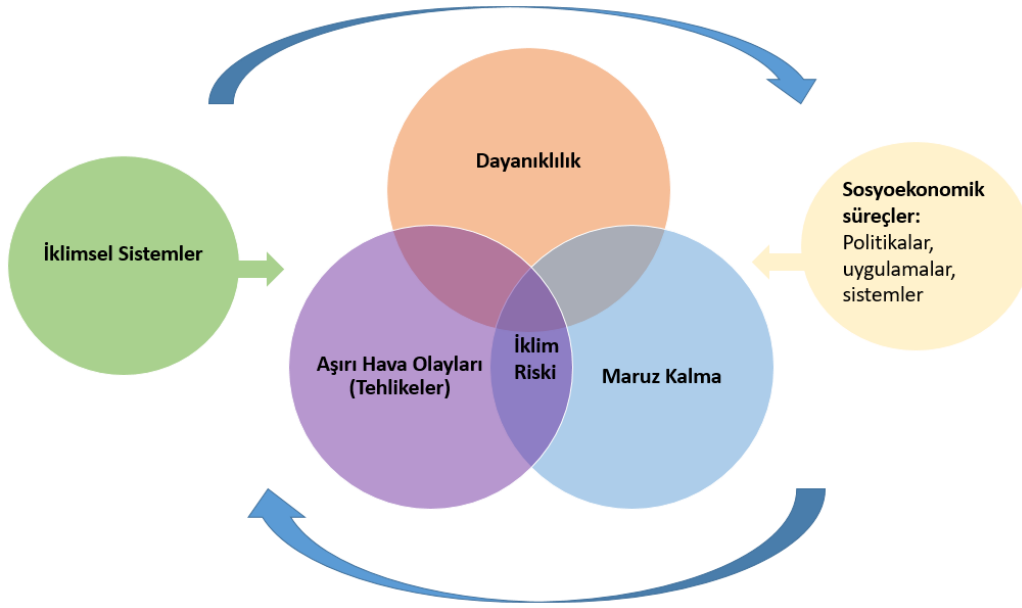 Dayanıklılık
İklimsel Sistemler
Sosyoekonomik
süreçler:
Politikalar,
uygulamalar,
sistemler
Aşırı Hava Olayları
(Tehlikeler)
İklim
Riski
Maruz Kalma